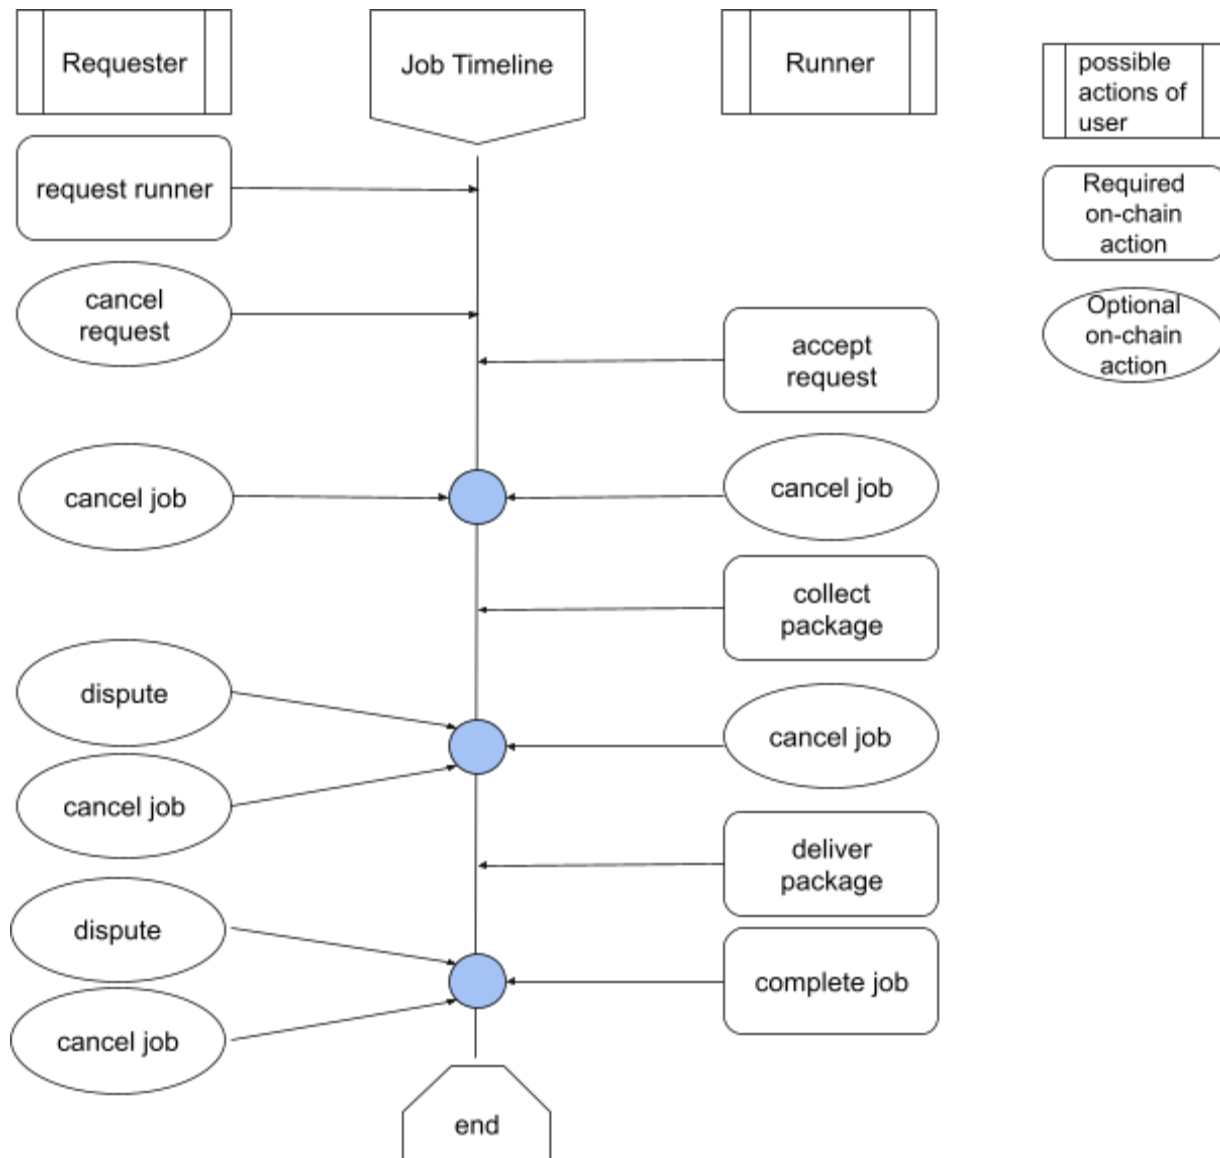 Requester
Job Timeline
Runner
possible
actions of
user
request runner
Required
on-chain
action
cancel
request
Optional
on-chain
action
accept
request
cancel job
cancel job
collect
package
dispute
cancel job
cancel job
deliver
package
dispute
complete job
cancel job
end